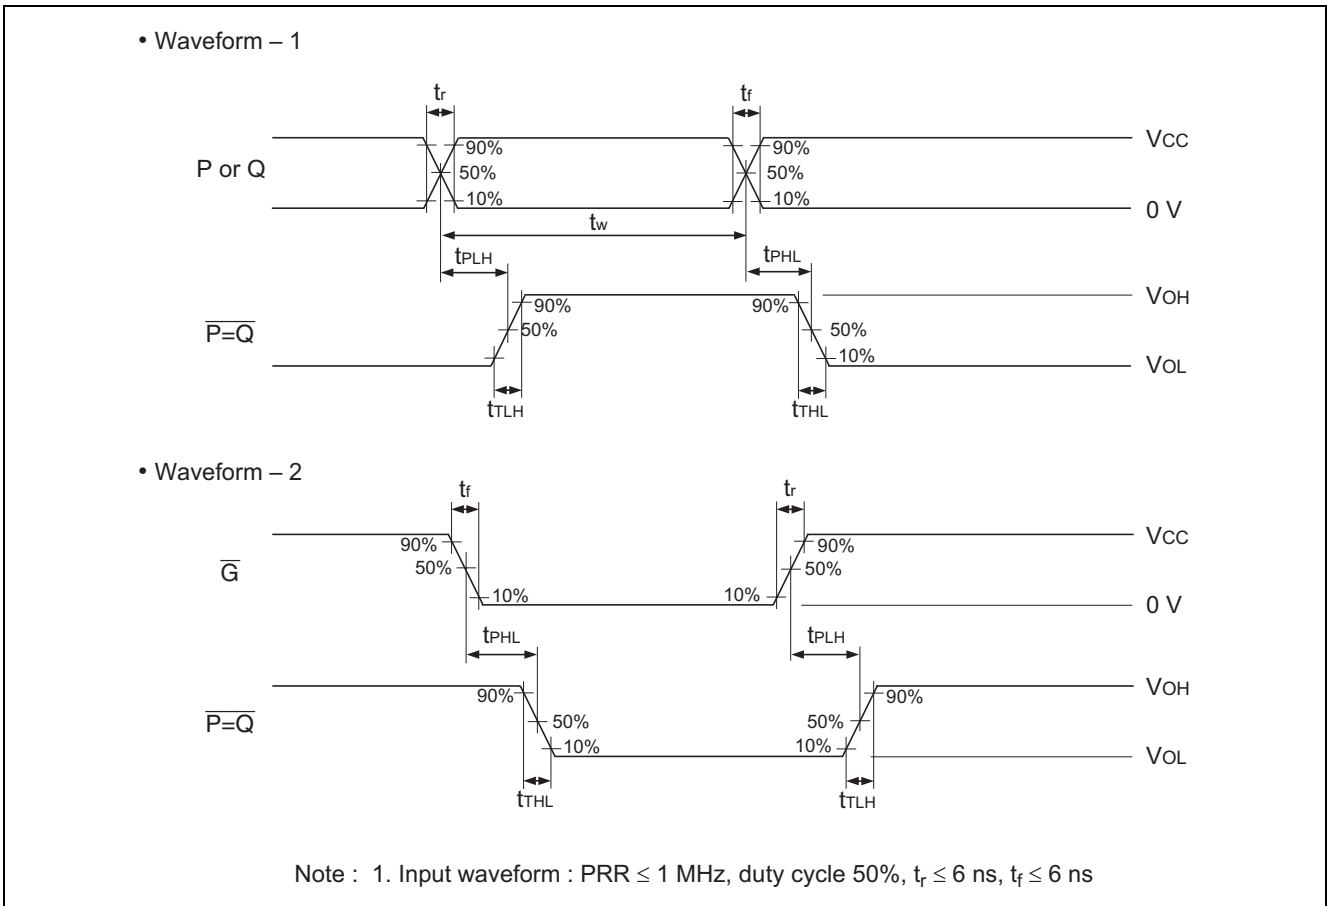 • Waveform – 1
tr
tf
P or Q
90%
50%
10%
90%
50%
10%
VCC
0 V
tw
tPLH
tPHL
P=Q
90%
50%
90%
50%
10%
VOH
VOL
tTLH
tTHL
• Waveform – 2
tf
tr
G
90%
50%
10%
90%
50%
10%
VCC
0 V
tPHL
tPLH
P=Q
90%
50%
10%
90%
50%
10%
VOH
VOL
tTHL
tTLH
Note : 1. Input waveform : PRR ≤ 1 MHz, duty cycle 50%, tr ≤ 6 ns, tf ≤ 6 ns